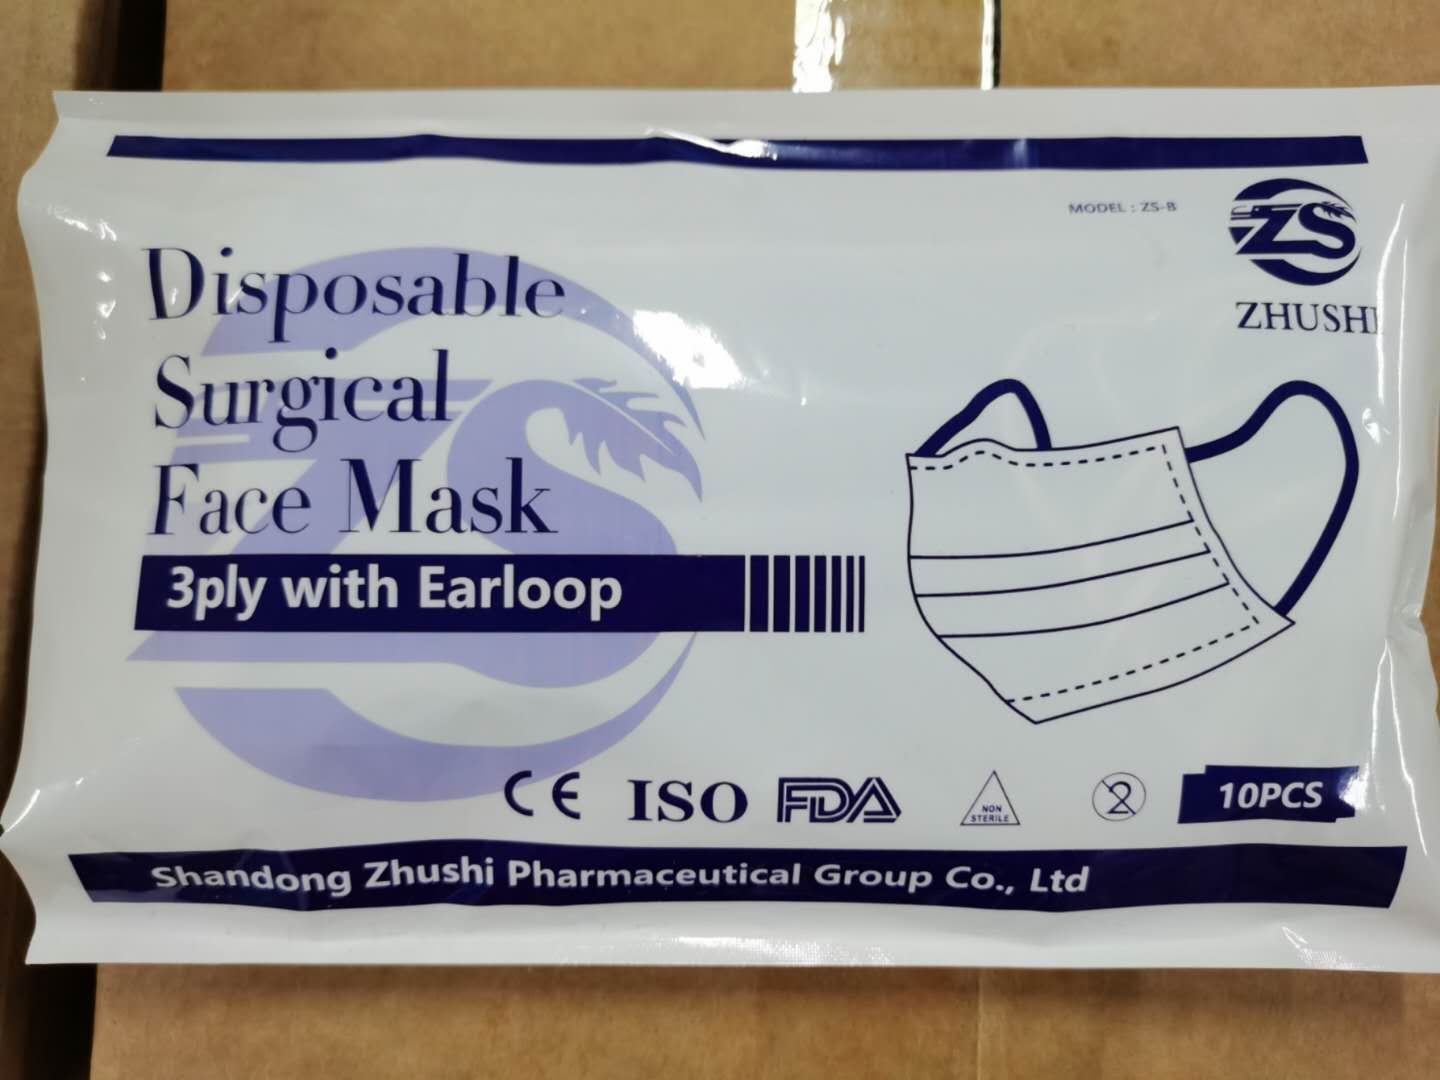 MODEL : ZS-B
ZS
ZHUSHI
Disposable
Surgical
Face Mask
3ply with Earloop
CE ISO FDA
NON
STERILE
2
10PCS
Shandong Zhushi Pharmaceutical Group Co., Ltd